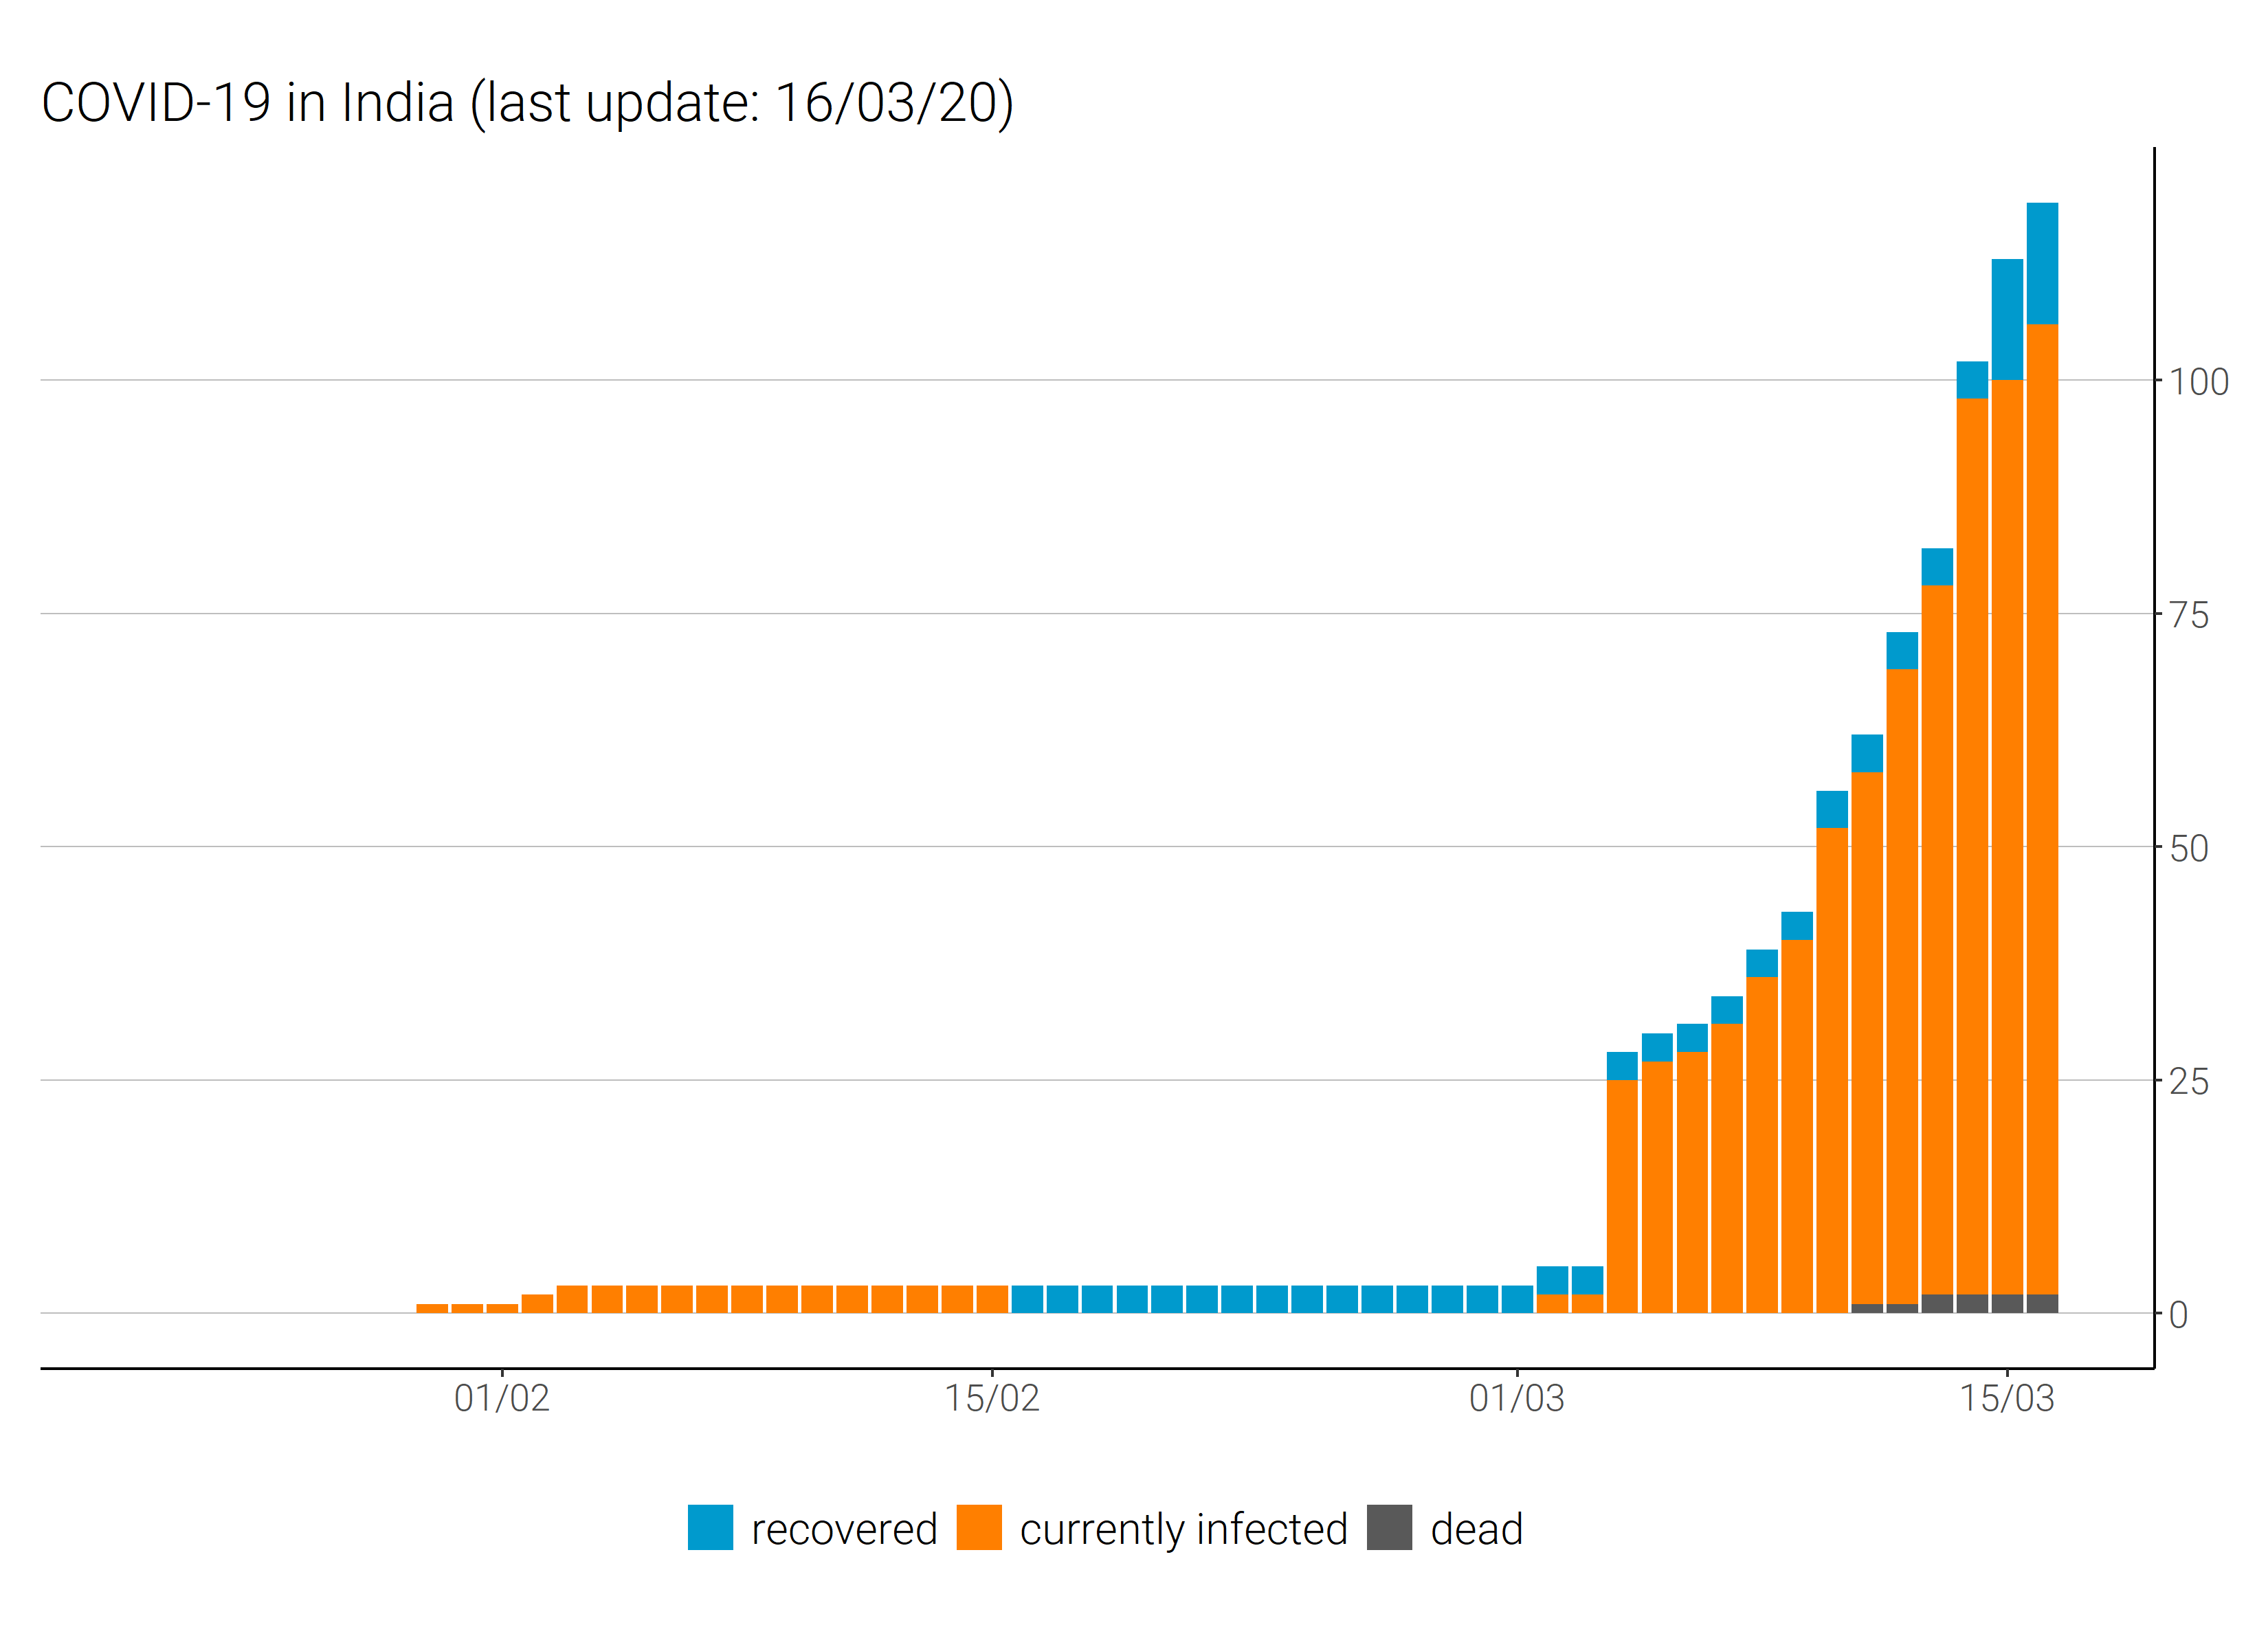 COVID-19 in India (last update: 16/03/20)
100
75
50
25
0
01/02 15/02 01/03 15/03
recovered currently infected dead